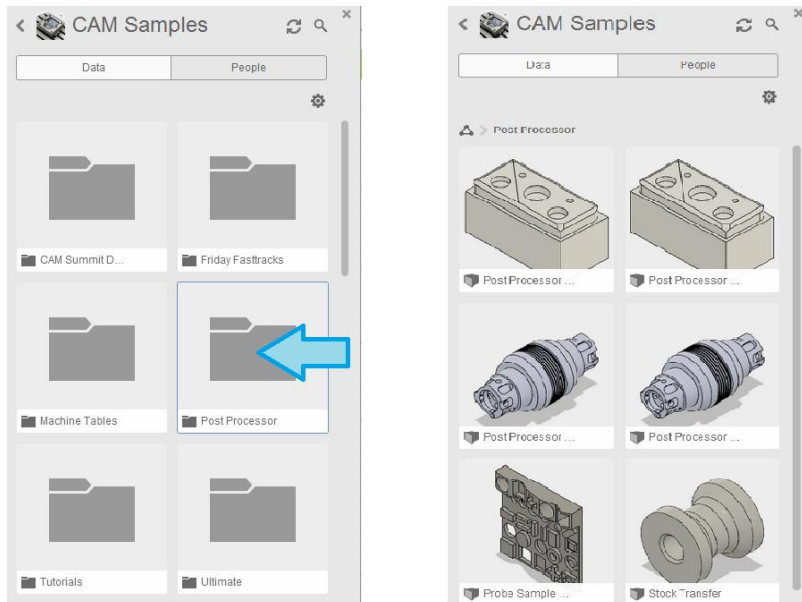 CAM Samples
Data People
CAM Summit D... Friday Fasttracks
Machine Tables Post Processor
Tutorials Ultimate
CAM Samples
Data People
> Post Processor
Post Processor ... Post Processor ...
Post Processor ... Post Processor ...
Probe Sample ... Stock Transfer